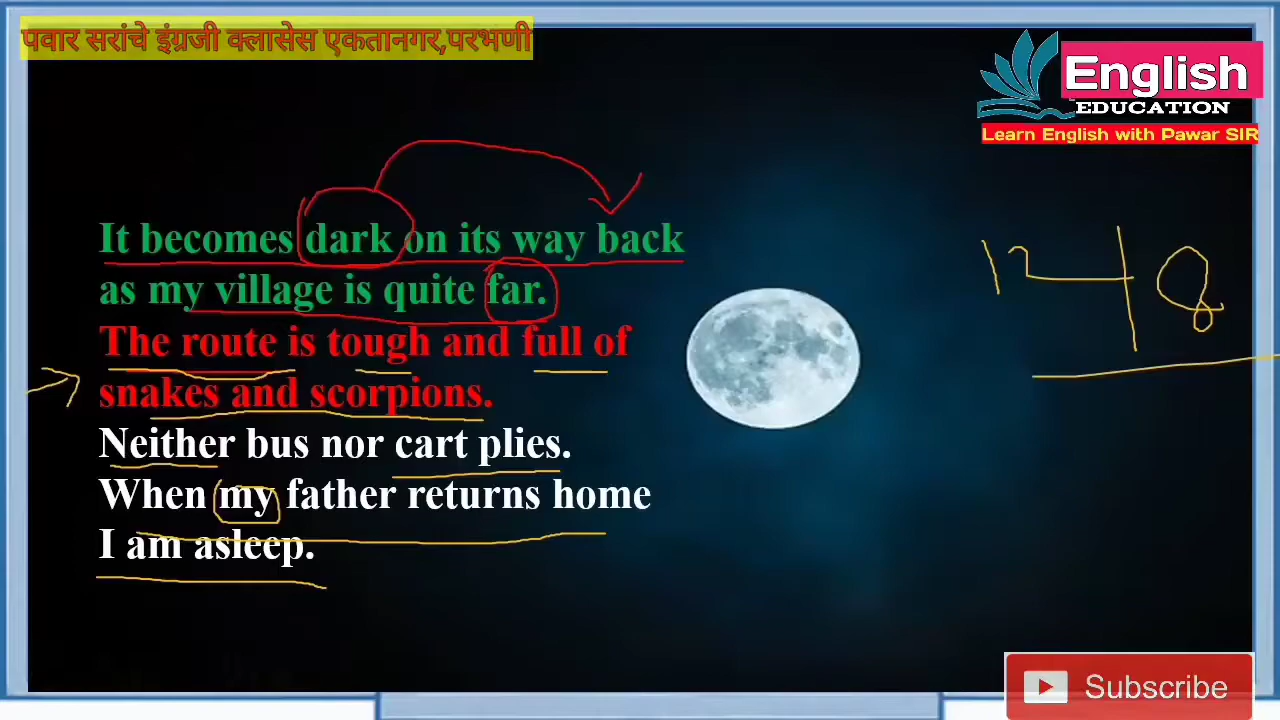 पवार सरांचे इंग्रजी क्लासेस एकतानगर,परभणी
English
EDUCATION
Learn English with Pawar SIR
It becomes dark on its way back
as my village is quite far.
The route is tough and full of
snakes and scorpions.
Neither bus nor cart plies.
When my father returns home
I am asleep.
Subscribe